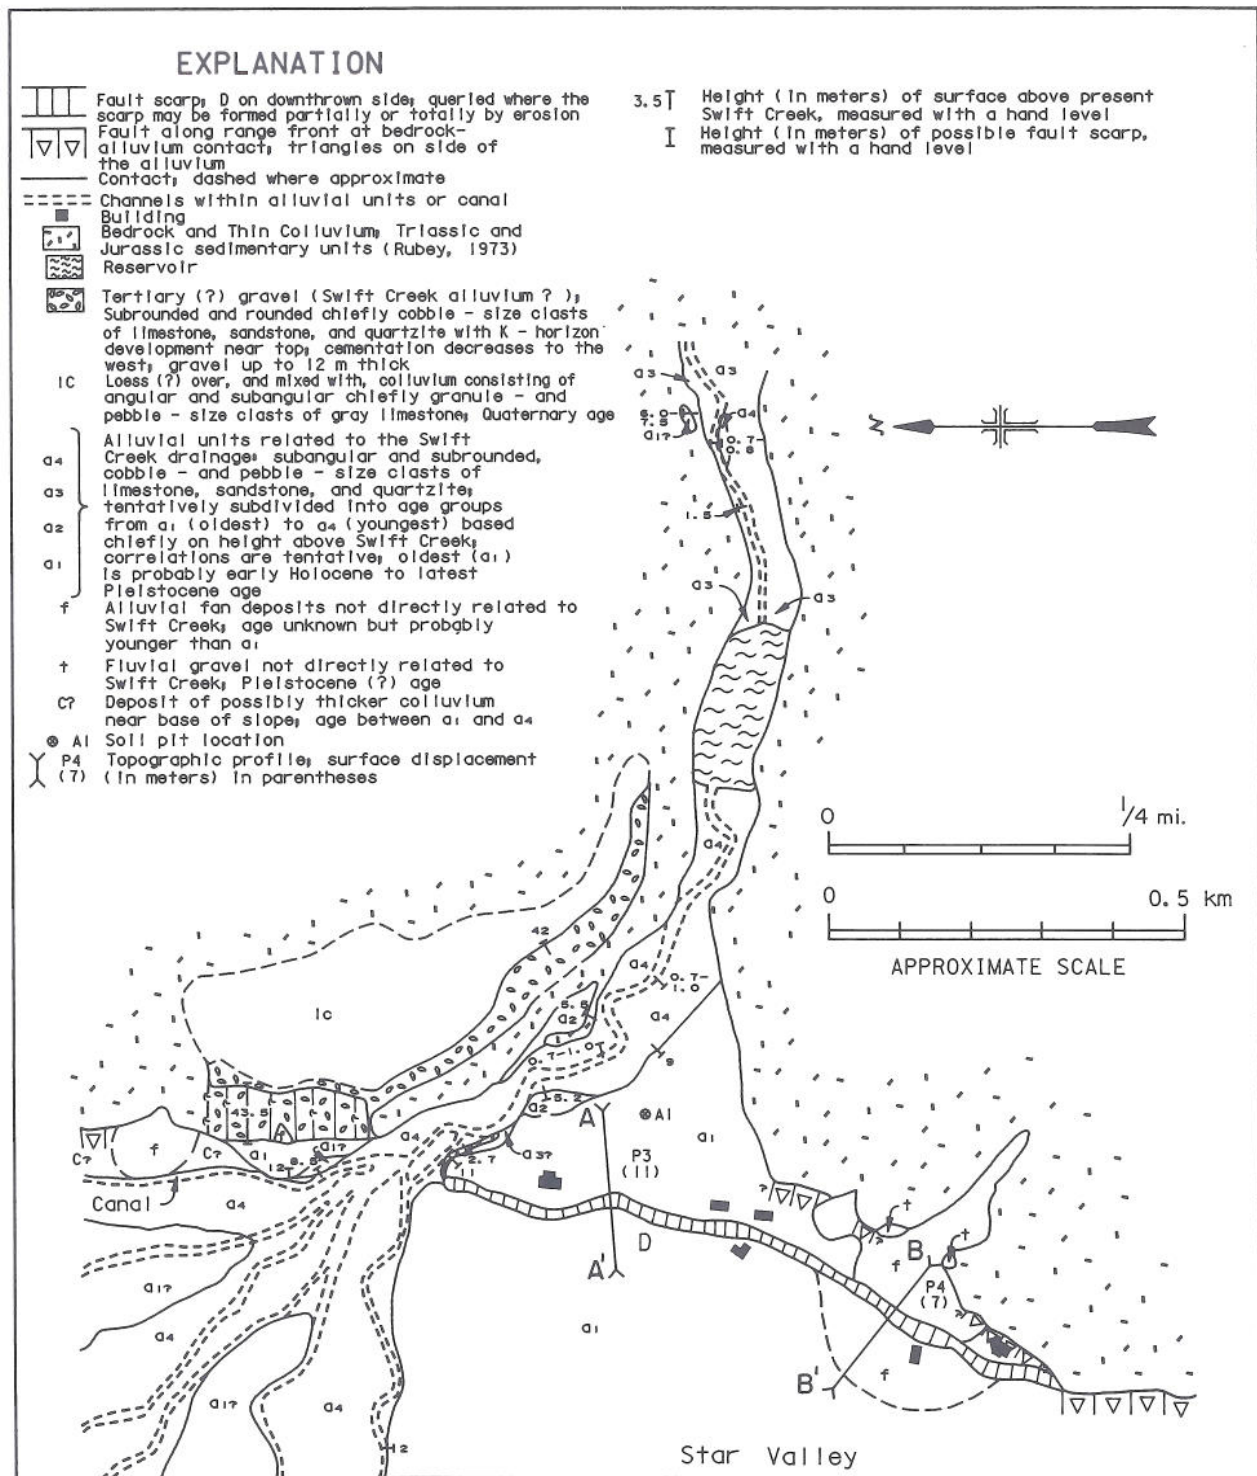 EXPLANATION
Fault scarp; D on downthrown side; queried where the
scarp may be formed partially or totally by erosion
Fault along range front at bedrock-
alluvium contact; triangles on side of
the alluvium
Contact; dashed where approximate
Channels within alluvial units or canal
Building
Bedrock and Thin Colluvium; Triassic and
Jurassic sedimentary units (Rubey, 1973)
Reservoir
Tertiary (?) gravel (Swift Creek alluvium ? );
Subrounded and rounded chiefly cobble - size clasts
of limestone, sandstone, and quartzite with K - horizon
development near top; cementation decreases to the
west; gravel up to 12 m thick
lc Loess (?) over, and mixed with, colluvium consisting of
angular and subangular chiefly granule - and
pebble - size clasts of gray limestone; Quaternary age
Alluvial units related to the Swift
a4 Creek drainage: subangular and subrounded,
cobble - and pebble - size clasts of
a3 limestone, sandstone, and quartzite;
tentatively subdivided into age groups
a2 from a1 (oldest) to a4 (youngest) based
chiefly on height above Swift Creek;
a1 correlations are tentative; oldest (a1)
is probably early Holocene to latest
Pleistocene age
f Alluvial fan deposits not directly related to
Swift Creek; age unknown but probably
younger than a1
t Fluvial gravel not directly related to
Swift Creek; Pleistocene (?) age
C? Deposit of possibly thicker colluvium
near base of slope; age between a1 and a4
A1 Soil pit location
P4 Topographic profile; surface displacement
(7) (in meters) in parentheses
3.5 Height (in meters) of surface above present
Swift Creek, measured with a hand level
Height (in meters) of possible fault scarp,
measured with a hand level
a3
a3
6.0-
7.5
a4
a1?
0.7-
0.8
N
1.5
a3
a3
0 1/4 mi.
0 0.5 km
APPROXIMATE SCALE
a4
42
a4
0.7-
1.0
lc
5.5
a2
a4
0.7-1.0
9
5.2
a2
43.5
A
A1
a4
a1?
a1
a1
C?
f
C?
12
a3?
2.7
11
P3
(11)
?
Canal
a4
t
?
t
D
B
f
A'
P4
(7)
a1?
a4
a1
?
B'
f
a1?
a4
2
Star Valley